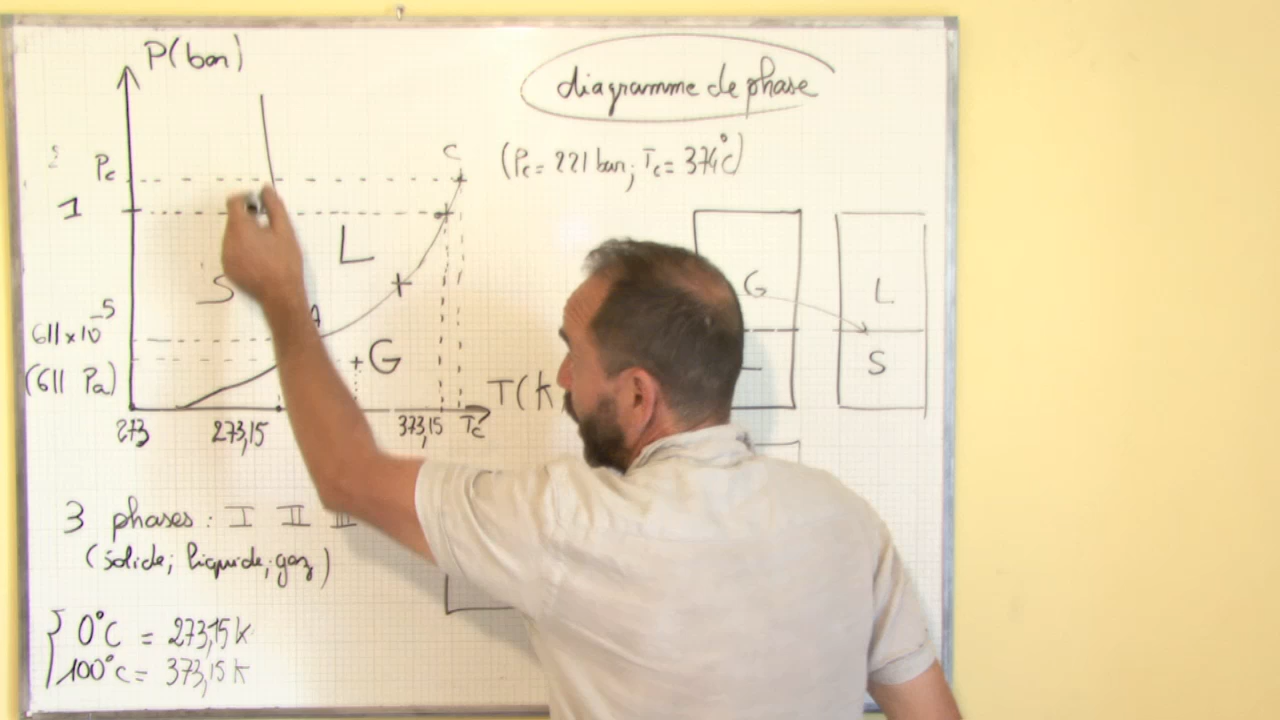 P(bar)
diagramme de phase
Pc
C
(Pc = 221 bar; Tc = 374°C)
1
L
G
L
S
A
611 x 10^-5
G
S
(611 Pa)
T(k
273
273,15
373,15
Tc
3 phases : I II III
(solide; liquide; gaz)
0°C = 273,15 K
100°C = 373,15 K